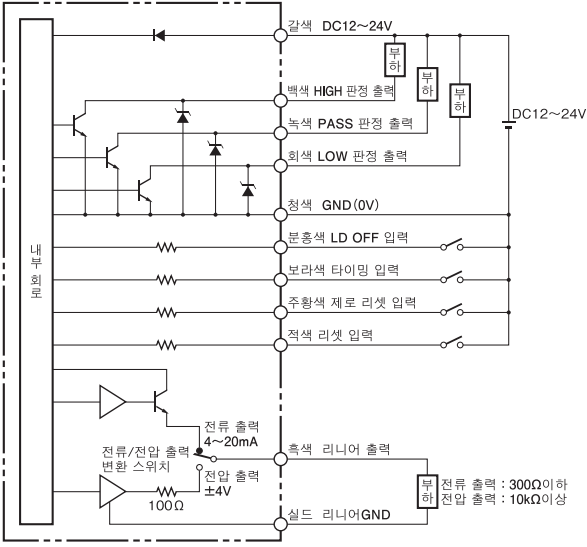 갈색 DC12～24V
부하
부하
부하
백색 HIGH 판정 출력
DC12～24V
녹색 PASS 판정 출력
회색 LOW 판정 출력
청색 GND(0V)
분홍색 LD OFF 입력
내부 회로
보라색 타이밍 입력
주황색 제로 리셋 입력
적색 리셋 입력
전류 출력
4～20mA
전류/전압 출력
변환 스위치
흑색 리니어 출력
전압 출력
±4V
100Ω
부하
전류 출력 : 300Ω이하
전압 출력 : 10kΩ이상
실드 리니어GND